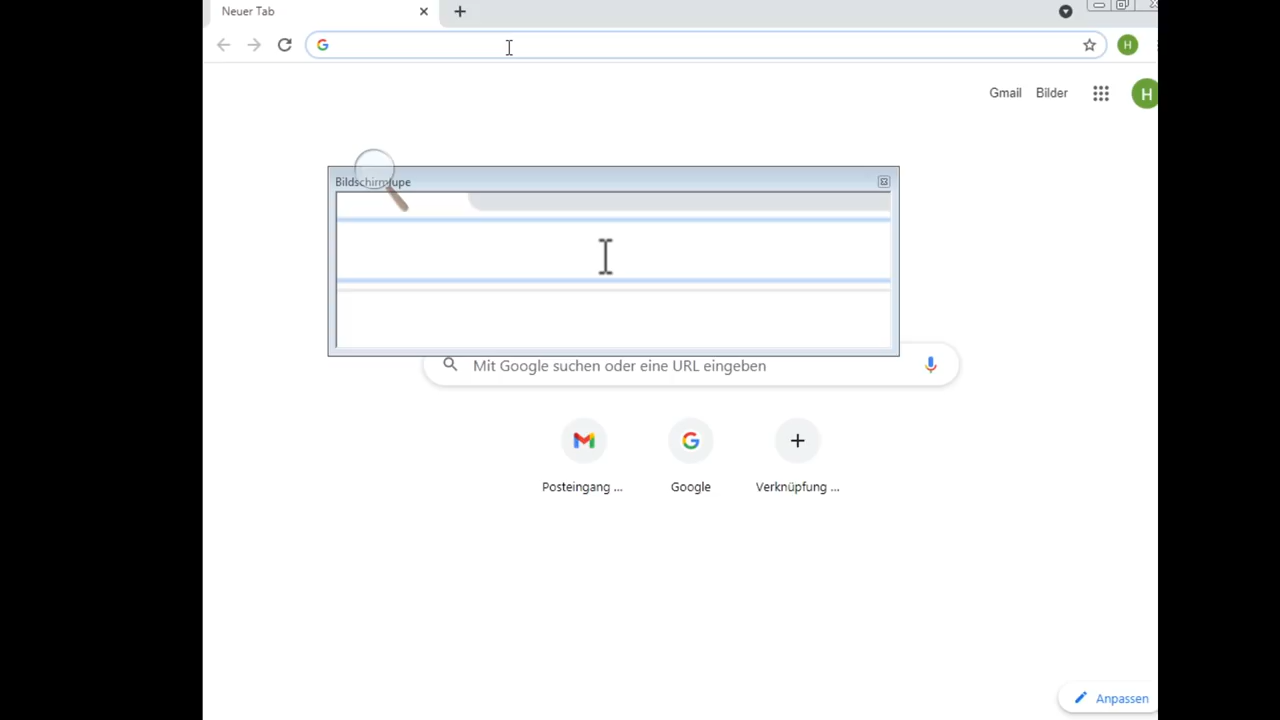 Neuer Tab
H
Gmail Bilder
H
Bildschirmlupe
Mit Google suchen oder eine URL eingeben
Posteingang ... Google Verknüpfung ...
Anpassen